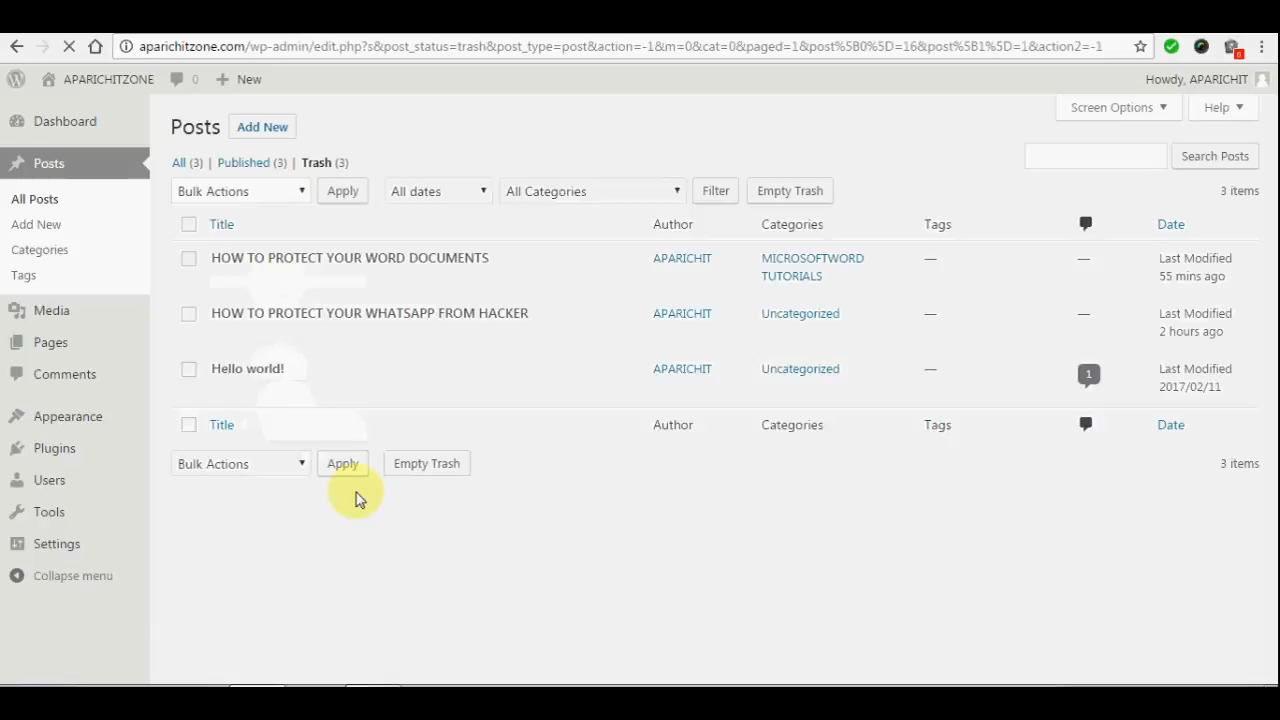 aparichitzone.com/wp-admin/edit.php?s&post_status=trash&post_type=post&action=-1&m=0&cat=0&paged=1&post%5B0%5D=16&post%5B1%5D=1&action2=-1
6
APARICHITZONE 0 New Howdy, APARICHIT
Dashboard
Posts
All Posts
Add New
Categories
Tags
Media
Pages
Comments
Appearance
Plugins
Users
Tools
Settings
Collapse menu
Screen Options Help
Posts Add New
All (3) | Published (3) | Trash (3)
Search Posts
Bulk Actions Apply All dates All Categories Filter Empty Trash 3 items
Title Author Categories Tags Date
HOW TO PROTECT YOUR WORD DOCUMENTS APARICHIT MICROSOFTWORD TUTORIALS — — Last Modified
55 mins ago
HOW TO PROTECT YOUR WHATSAPP FROM HACKER APARICHIT Uncategorized — — Last Modified
2 hours ago
Hello world! APARICHIT Uncategorized — 1 Last Modified
2017/02/11
Title Author Categories Tags Date
Bulk Actions Apply Empty Trash 3 items